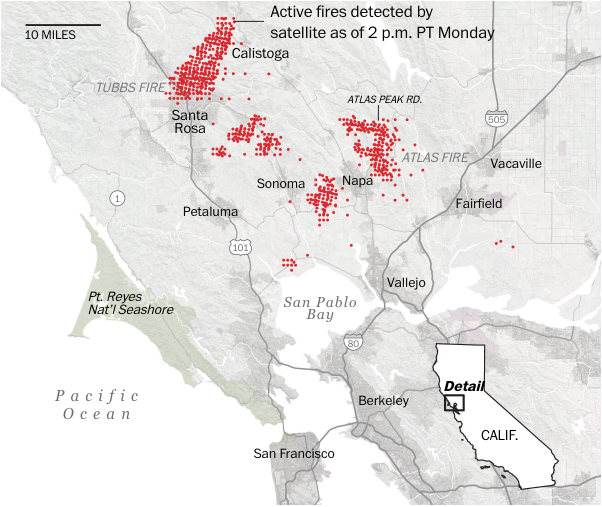 10 MILES
Active fires detected by
satellite as of 2 p.m. PT Monday
Calistoga
TUBBS FIRE
ATLAS PEAK RD.
Santa
Rosa
505
ATLAS FIRE
Vacaville
Sonoma
Napa
1
Petaluma
Fairfield
101
Vallejo
Pt. Reyes
Nat'l Seashore
San Pablo
Bay
80
Detail
Pacific
Ocean
Berkeley
CALIF.
San Francisco